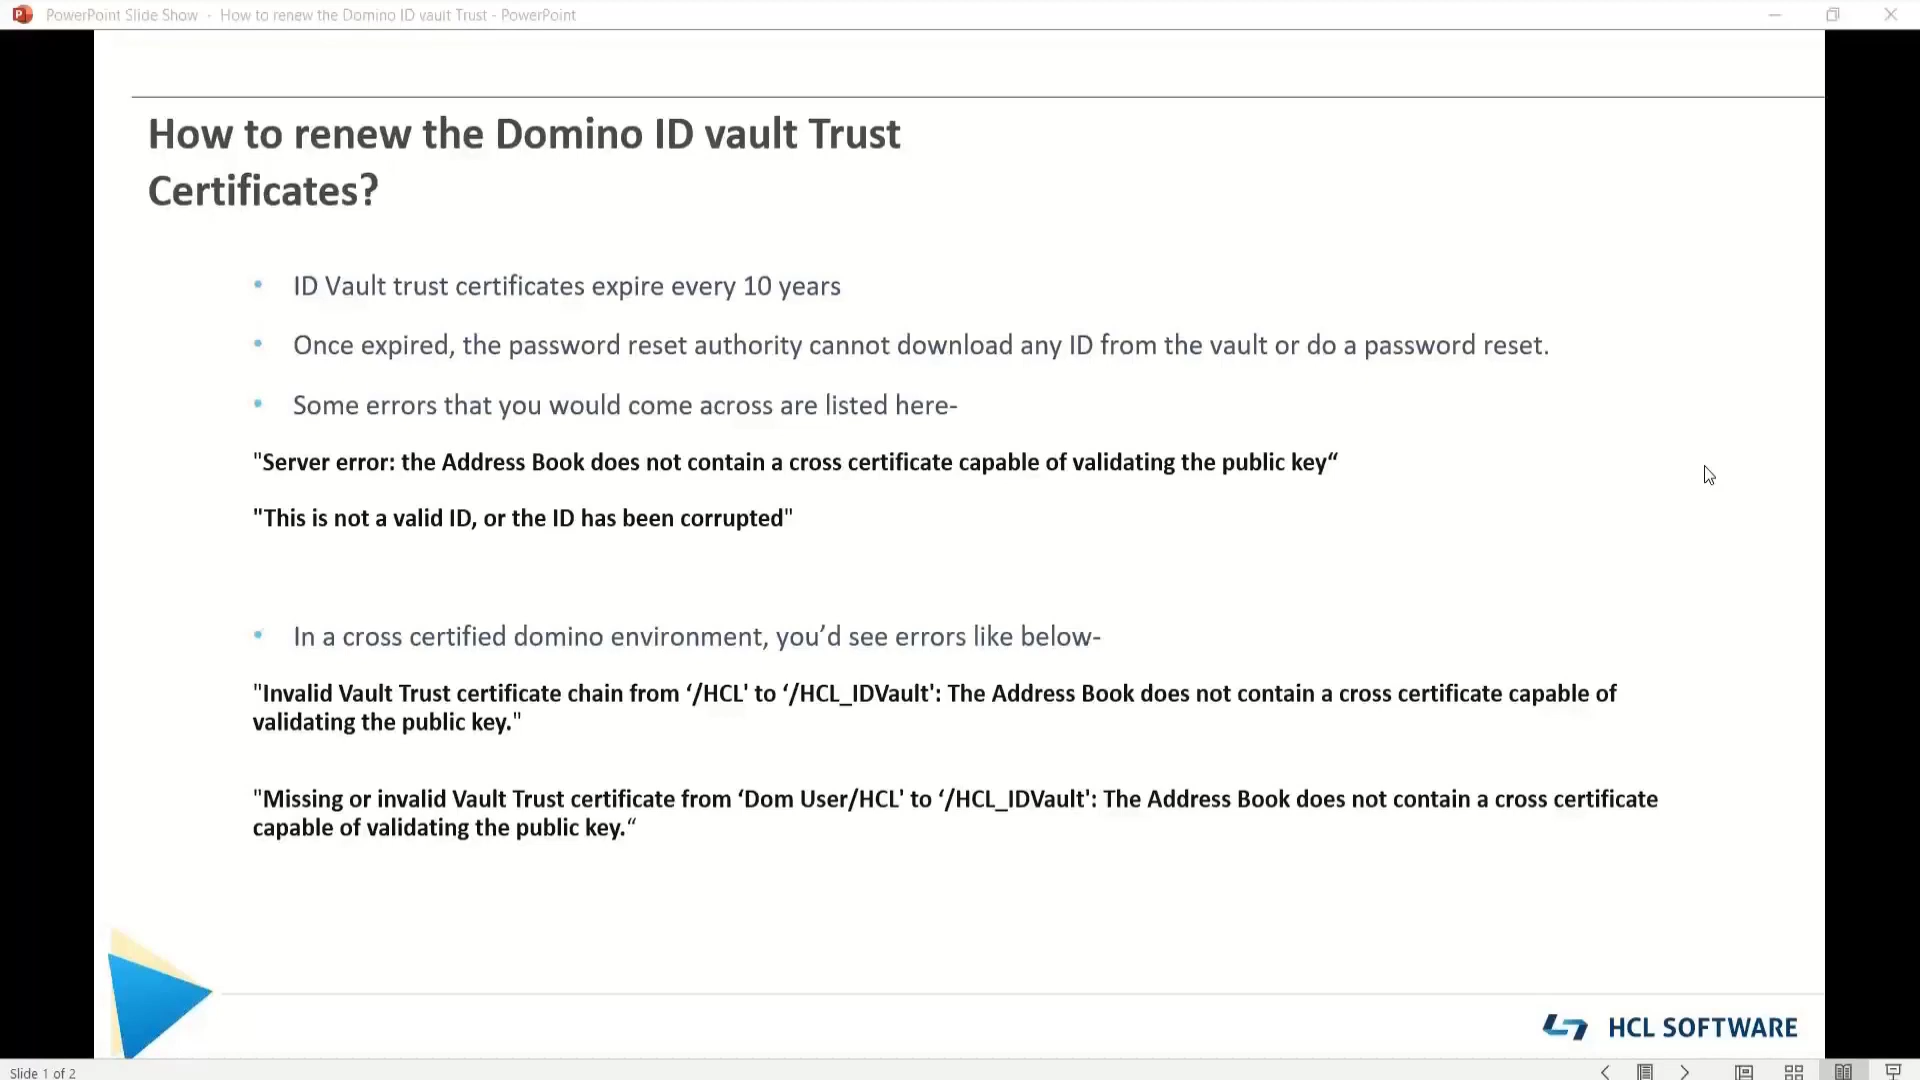 PowerPoint Slide Show - How to renew the Domino ID vault Trust - PowerPoint
How to renew the Domino ID vault Trust
Certificates?
• ID Vault trust certificates expire every 10 years
• Once expired, the password reset authority cannot download any ID from the vault or do a password reset.
• Some errors that you would come across are listed here-
"Server error: the Address Book does not contain a cross certificate capable of validating the public key“
"This is not a valid ID, or the ID has been corrupted"
• In a cross certified domino environment, you’d see errors like below-
"Invalid Vault Trust certificate chain from ‘/HCL' to ‘/HCL_IDVault': The Address Book does not contain a cross certificate capable of
validating the public key."
"Missing or invalid Vault Trust certificate from ‘Dom User/HCL' to ‘/HCL_IDVault': The Address Book does not contain a cross certificate
capable of validating the public key.“
HCL SOFTWARE
Slide 1 of 2